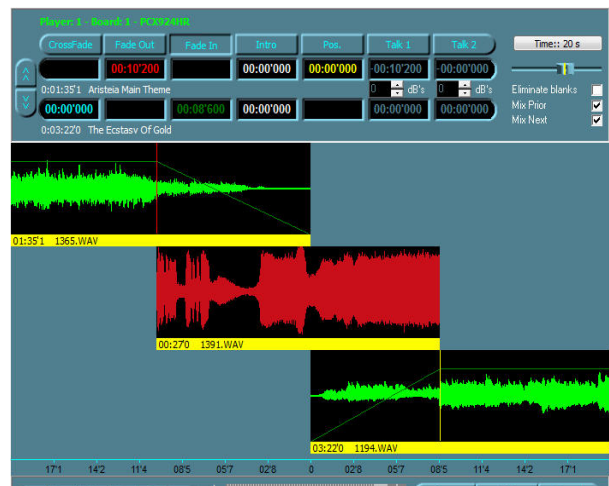 Player: 1 - Board: 1 - PCX924HR
CrossFade Fade Out Fade In Intro Pos. Talk 1 Talk 2 Time:: 20 s
00:10'200 00:00'000 00:00'000 -00:10'200 -00:00'000
0:01:35'1 Aristeia Main Theme 0 dB's 0 dB's Eliminate blanks
Mix Prior
00:00'000 00:08'600 00:00'000 00:00'000 00:00'000
Mix Next
0:03:22'0 The Ecstasy Of Gold
01:35'1 1365.WAV
00:27'0 1391.WAV
03:22'0 1194.WAV
17'1 14'2 11'4 08'5 05'7 02'8 0 02'8 05'7 08'5 11'4 14'2 17'1